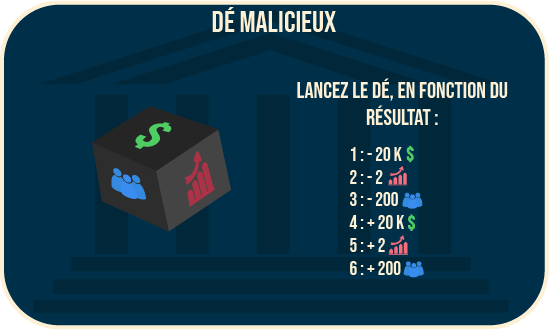 DÉ MALICIEUX
LANCEZ LE DÉ, EN FONCTION DU
RÉSULTAT :
1 : - 20 K $
2 : - 2
3 : - 200
4 : + 20 K $
5 : + 2
6 : + 200
$